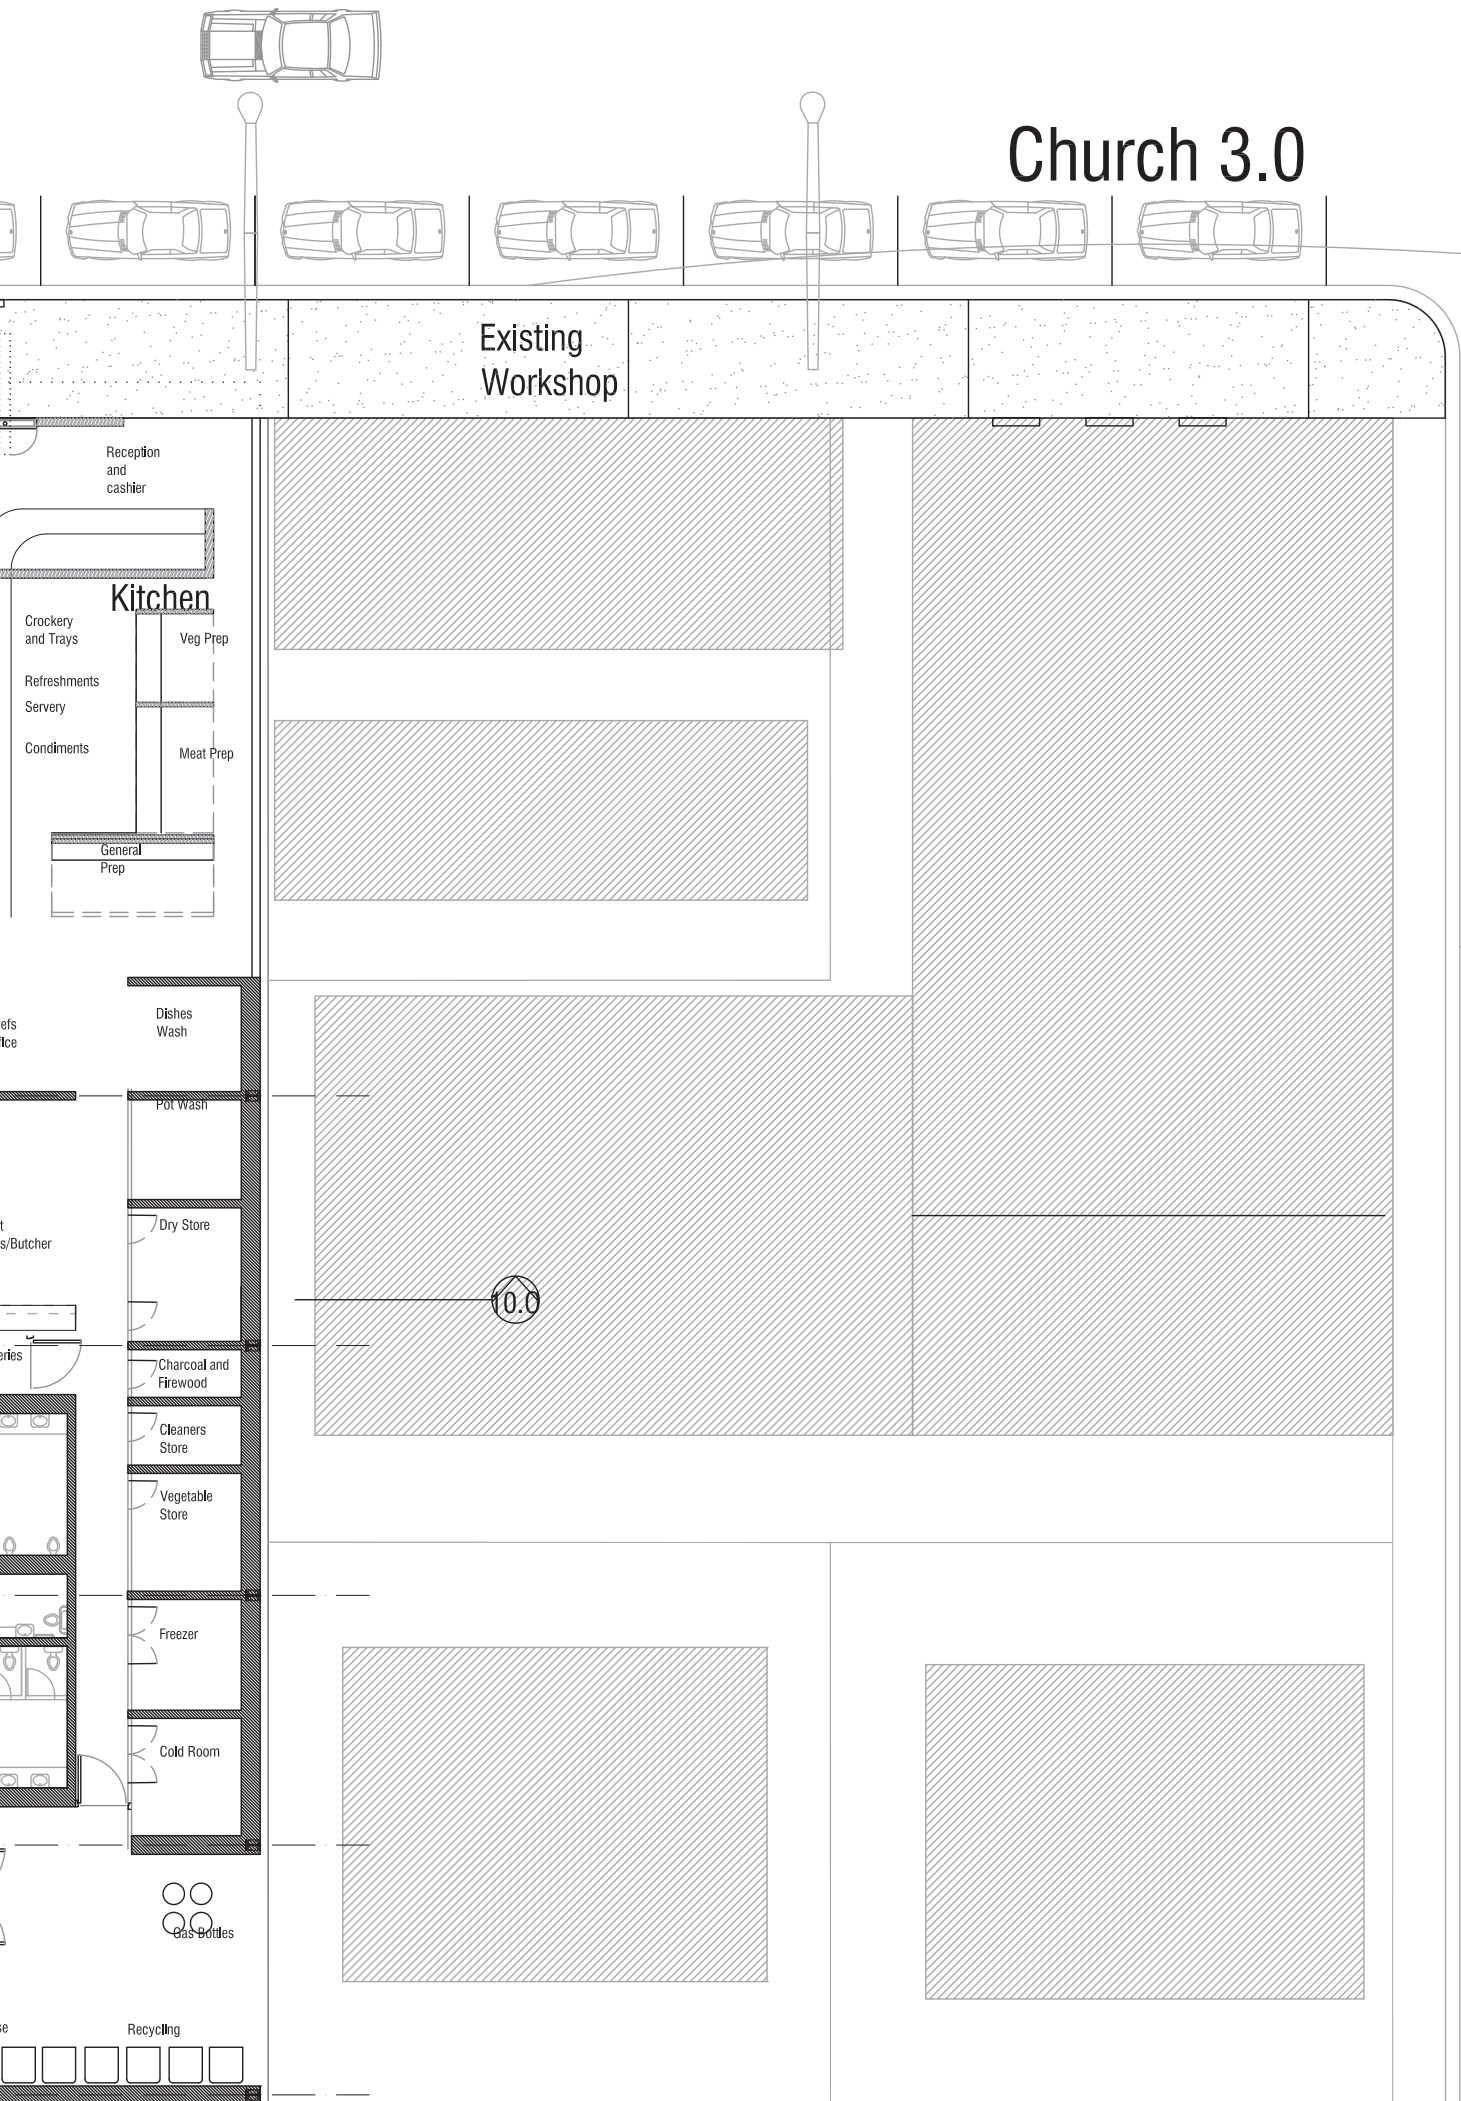 Church 3.0
Existing
Workshop
Reception
and
cashier
Kitchen
Crockery
and Trays
Veg Prep
Refreshments
Servery
Condiments
Meat Prep
General
Prep
Dishes
Wash
Pot Wash
Dry Store
s/Butcher
10.0
Charcoal and
Firewood
Cleaners
Store
Vegetable
Store
Freezer
Cold Room
Gas Bottles
Recycling